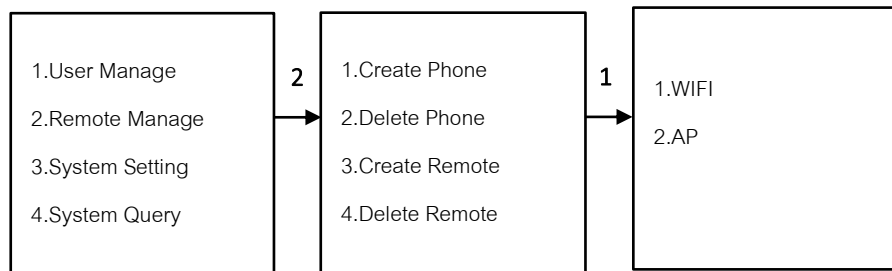 1.User Manage
2.Remote Manage
3.System Setting
4.System Query
2
1.Create Phone
2.Delete Phone
3.Create Remote
4.Delete Remote
1
1.WIFI
2.AP